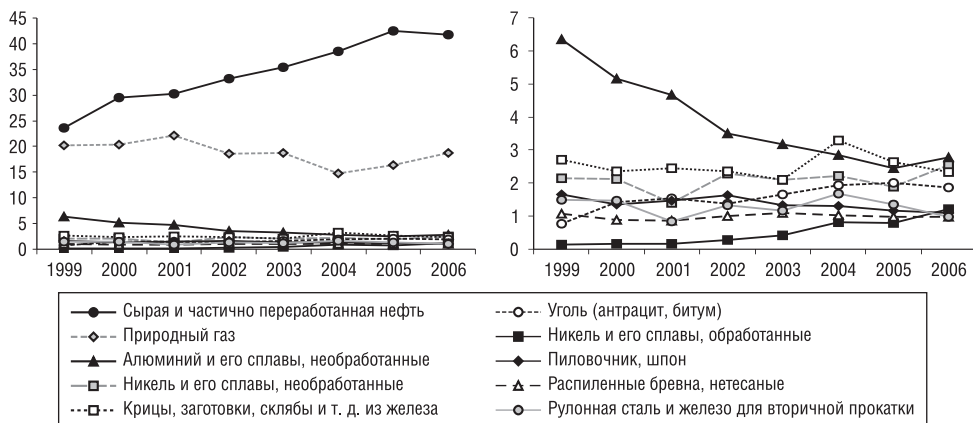 45
40
35
30
25
20
15
10
5
0
1999 2000 2001 2002 2003 2004 2005 2006
7
6
5
4
3
2
1
0
1999 2000 2001 2002 2003 2004 2005 2006
Сырая и частично переработанная нефть
Природный газ
Алюминий и его сплавы, необработанные
Никель и его сплавы, необработанные
Крицы, заготовки, склябы и т. д. из железа
Уголь (антрацит, битум)
Никель и его сплавы, обработанные
Пиловочник, шпон
Распиленные бревна, нетесаные
Рулонная сталь и железо для вторичной прокатки